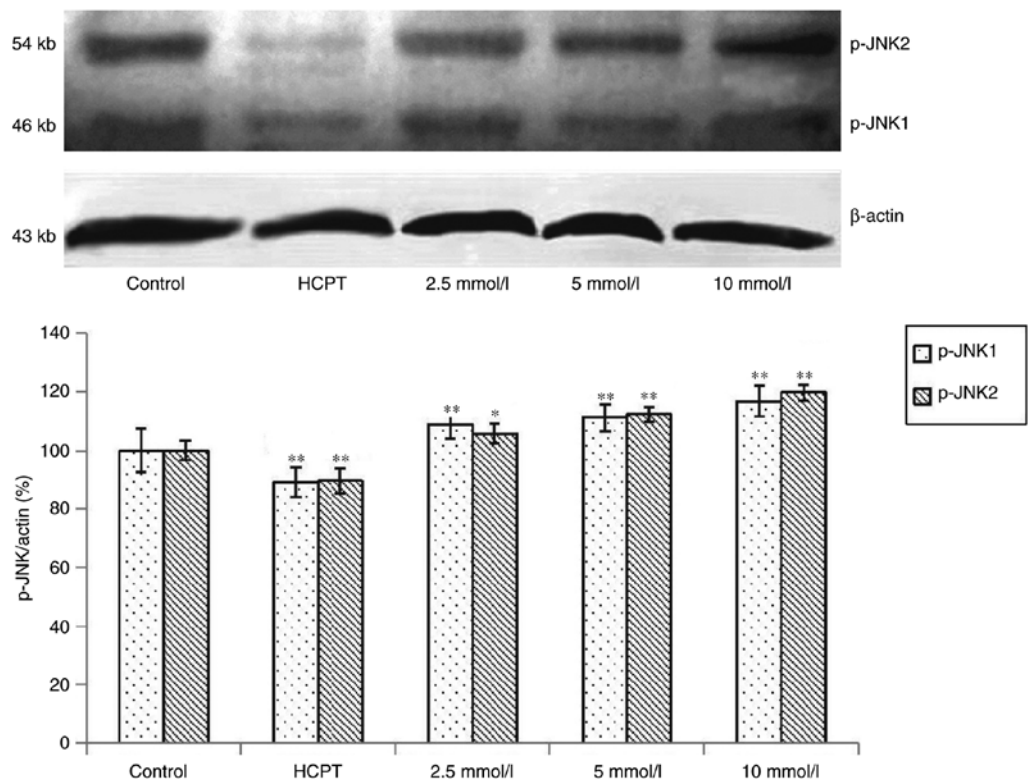 54 kb p-JNK2
46 kb p-JNK1
43 kb β-actin
Control HCPT 2.5 mmol/l 5 mmol/l 10 mmol/l
140
120
100
80
60
40
20
0
p-JNK/actin (%)
** ** ** * ** ** ** **
p-JNK1
p-JNK2
Control HCPT 2.5 mmol/l 5 mmol/l 10 mmol/l